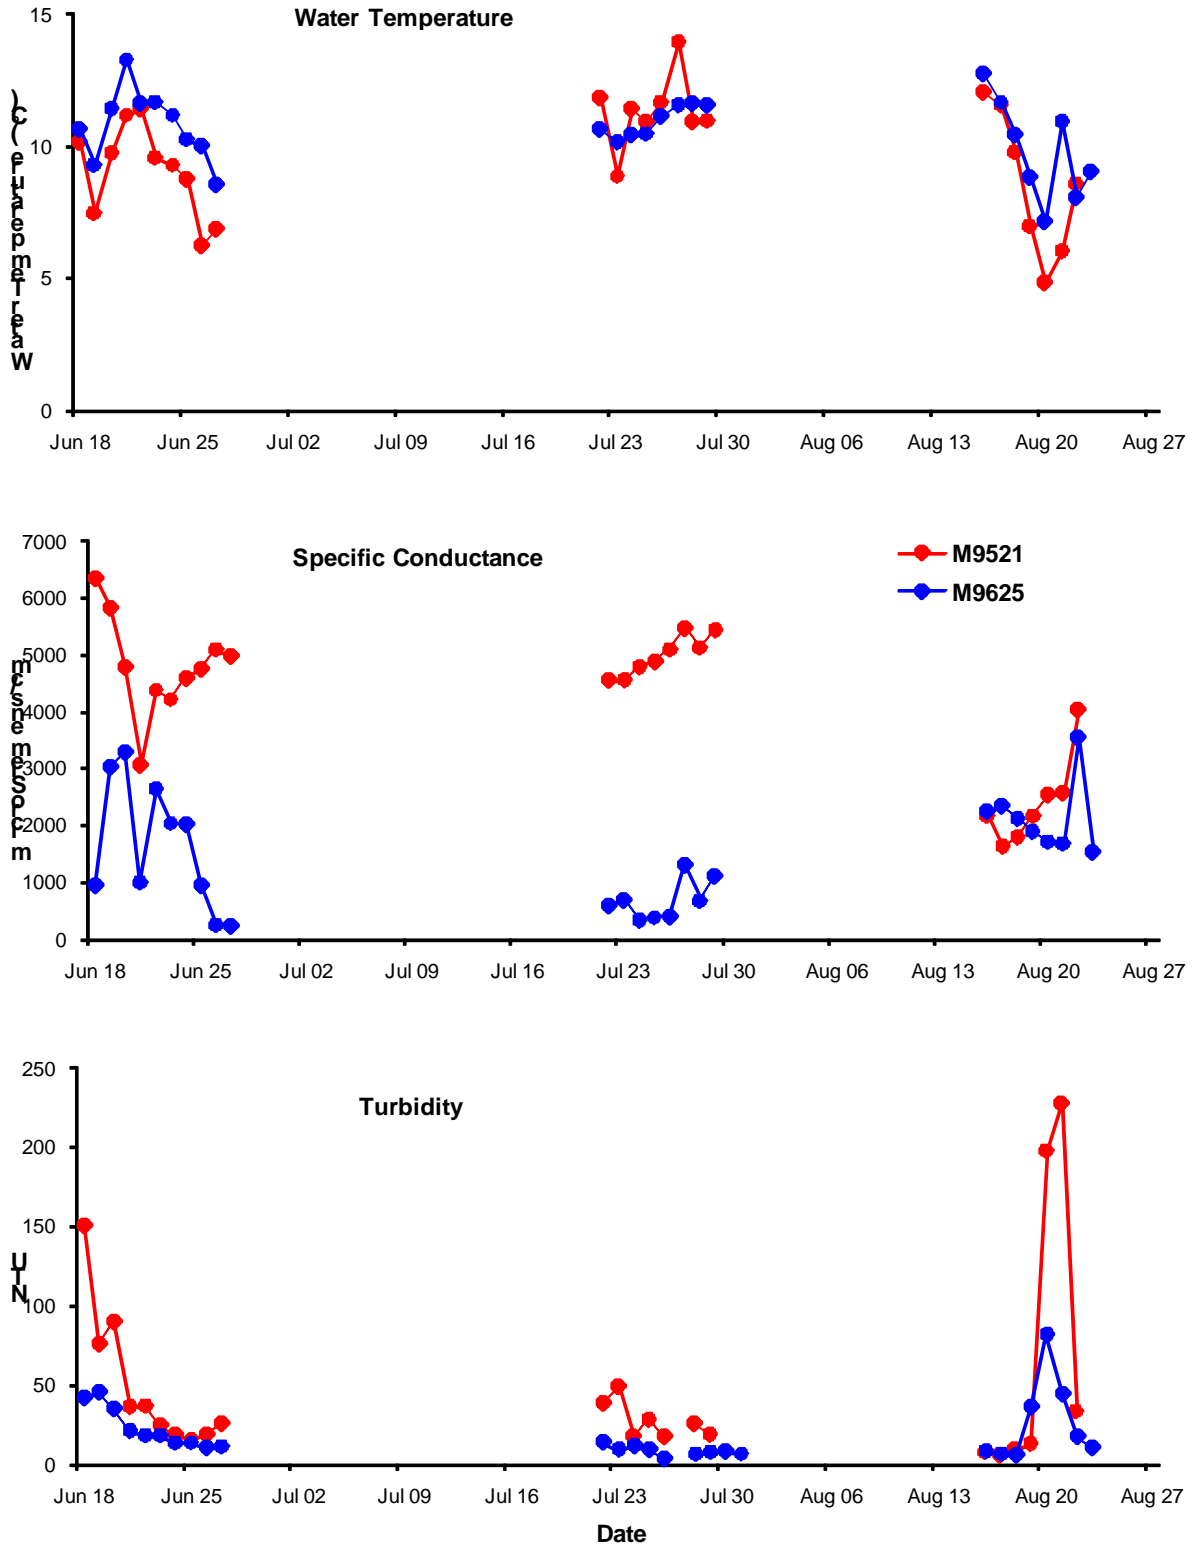 Water Temperature
Water Temperature (C)
15
10
5
0
Jun 18 Jun 25 Jul 02 Jul 09 Jul 16 Jul 23 Jul 30 Aug 06 Aug 13 Aug 20 Aug 27
Specific Conductance
microSiemens/cm
7000
6000
5000
4000
3000
2000
1000
0
M9521
M9625
Jun 18 Jun 25 Jul 02 Jul 09 Jul 16 Jul 23 Jul 30 Aug 06 Aug 13 Aug 20 Aug 27
Turbidity
NTU
250
200
150
100
50
0
Jun 18 Jun 25 Jul 02 Jul 09 Jul 16 Jul 23 Jul 30 Aug 06 Aug 13 Aug 20 Aug 27
Date